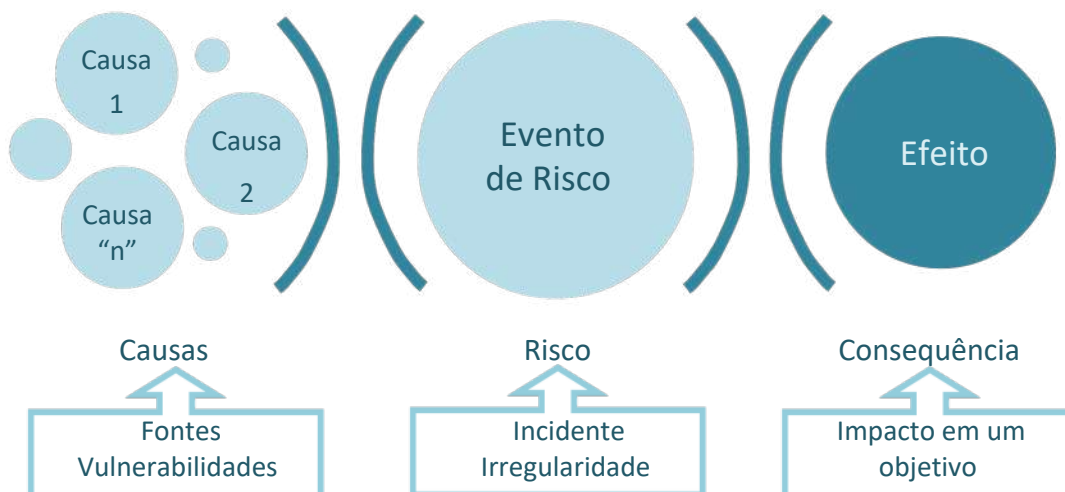 Causa
1
Causa
2
Causa
“n”
Evento
de Risco
Efeito
Causas
Risco
Consequência
Fontes
Vulnerabilidades
Incidente
Irregularidade
Impacto em um
objetivo